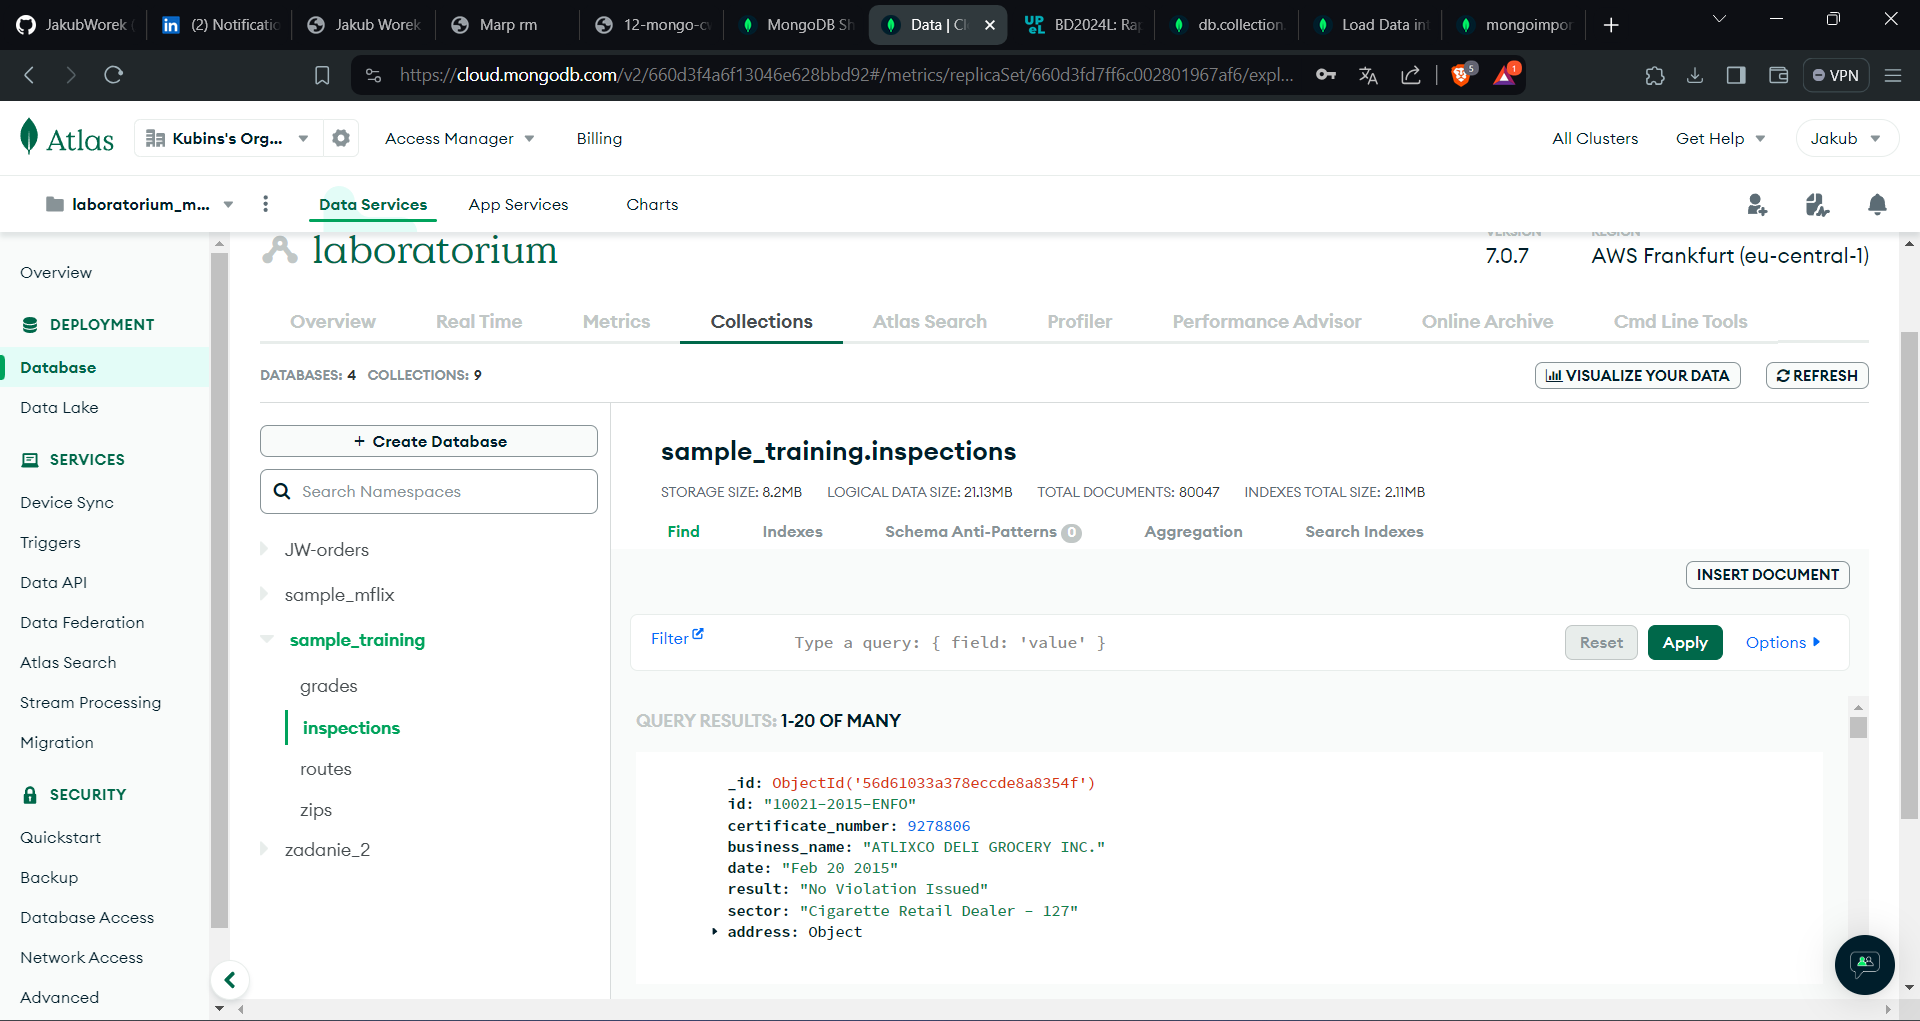 JakubWorek
(2) Notificatio
Jakub Worek
Marp rm
12-mongo-cw
MongoDB Sh
Data | Cl
BD2024L: Rap
db.collection.
Load Data int
mongoimpor
https://cloud.mongodb.com/v2/660d3f4a6f13046e628bbd92#/metrics/replicaSet/660d3fd7ff6c002801967af6/expl...
5
1
VPN
Atlas
Kubins's Org...
Access Manager
Billing
All Clusters
Get Help
Jakub
laboratorium_m...
Data Services
App Services
Charts
laboratorium
VERSION
REGION
7.0.7
AWS Frankfurt (eu-central-1)
Overview
DEPLOYMENT
Database
Data Lake
SERVICES
Device Sync
Triggers
Data API
Data Federation
Atlas Search
Stream Processing
Migration
SECURITY
Quickstart
Backup
Database Access
Network Access
Advanced
Overview
Real Time
Metrics
Collections
Atlas Search
Profiler
Performance Advisor
Online Archive
Cmd Line Tools
DATABASES: 4 COLLECTIONS: 9
VISUALIZE YOUR DATA
REFRESH
+ Create Database
Search Namespaces
JW-orders
sample_mflix
sample_training
grades
inspections
routes
zips
zadanie_2
sample_training.inspections
STORAGE SIZE: 8.2MB LOGICAL DATA SIZE: 21.13MB TOTAL DOCUMENTS: 80047 INDEXES TOTAL SIZE: 2.11MB
Find
Indexes
Schema Anti-Patterns 0
Aggregation
Search Indexes
INSERT DOCUMENT
Filter
Type a query: { field: 'value' }
Reset
Apply
Options
QUERY RESULTS: 1-20 OF MANY
_id: ObjectId('56d61033a378eccde8a8354f')
id: "10021-2015-ENFO"
certificate_number: 9278806
business_name: "ATLIXCO DELI GROCERY INC."
date: "Feb 20 2015"
result: "No Violation Issued"
sector: "Cigarette Retail Dealer - 127"
address: Object